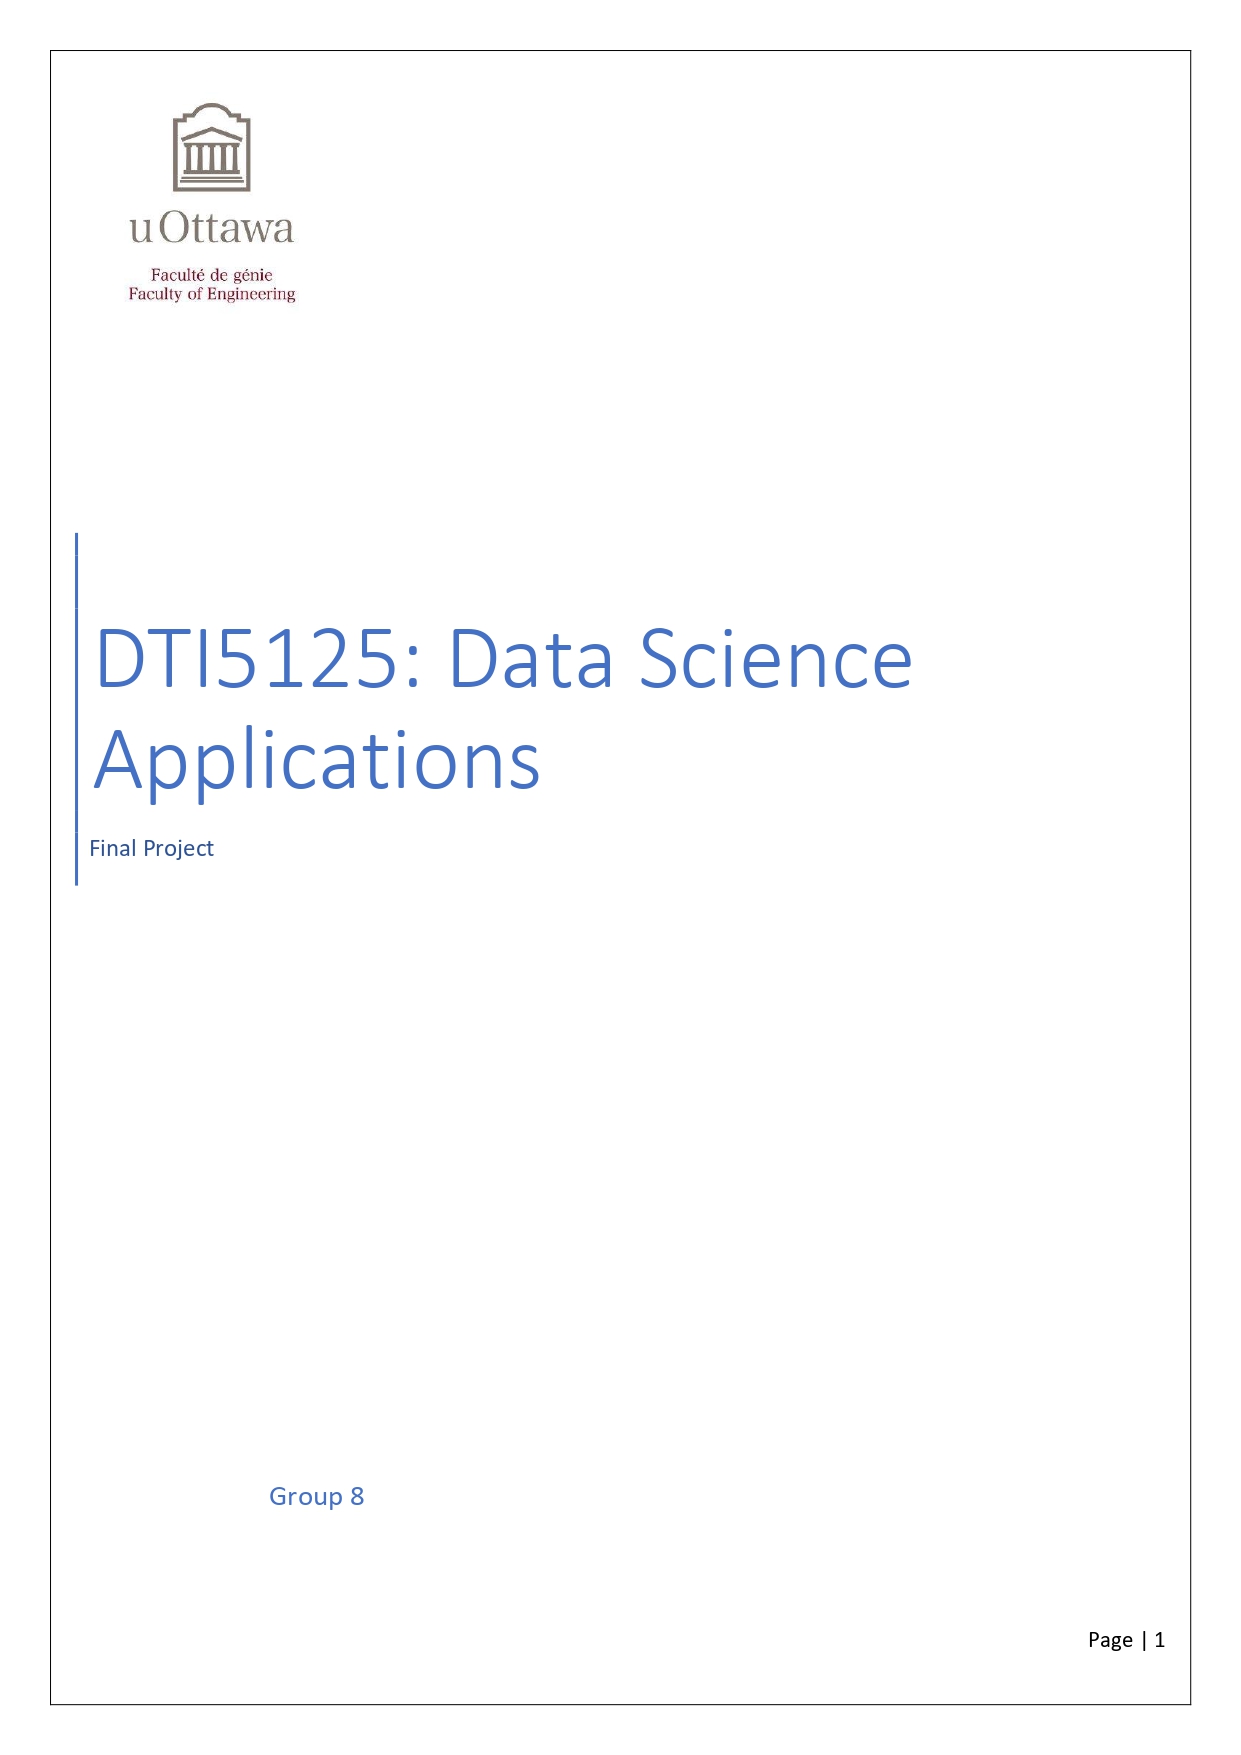 uOttawa
Faculté de génie
Faculty of Engineering
DTI5125: Data Science
Applications
Final Project
Group 8
Page | 1